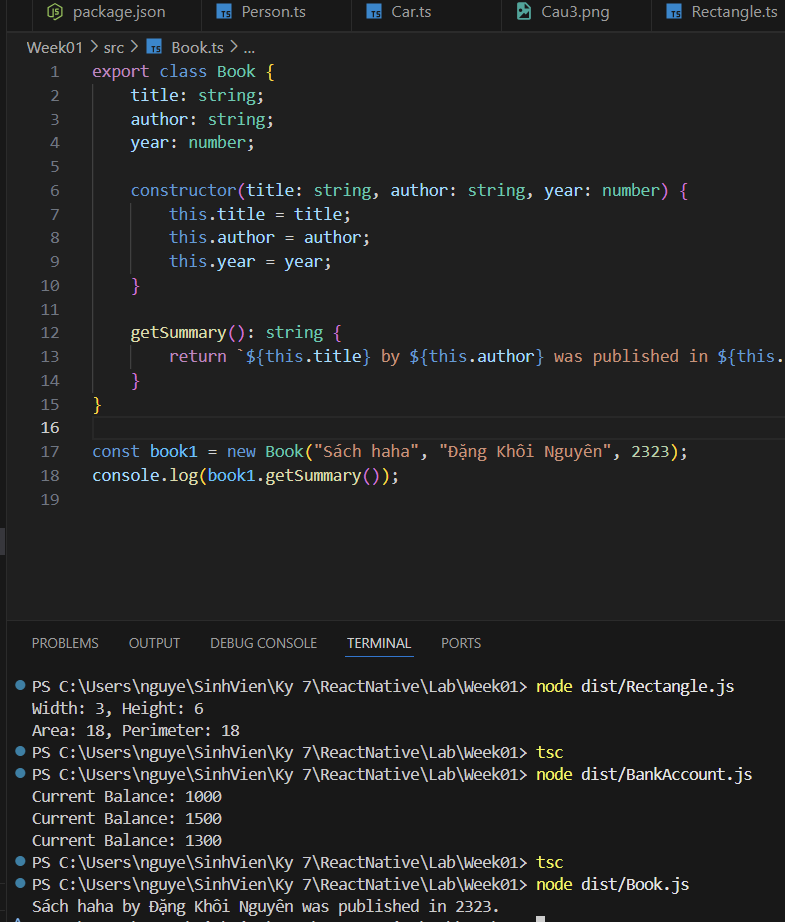 package.json Person.ts Car.ts Cau3.png Rectangle.ts
Week01 > src > Book.ts > ...
1 export class Book {
2 title: string;
3 author: string;
4 year: number;
5
6 constructor(title: string, author: string, year: number) {
7 this.title = title;
8 this.author = author;
9 this.year = year;
10 }
11
12 getSummary(): string {
13 return `${this.title} by ${this.author} was published in ${this.
14 }
15 }
16
17 const book1 = new Book("Sách haha", "Đặng Khôi Nguyên", 2323);
18 console.log(book1.getSummary());
19
PROBLEMS OUTPUT DEBUG CONSOLE TERMINAL PORTS
PS C:\Users\nguye\SinhVien\Ky 7\ReactNative\Lab\Week01> node dist/Rectangle.js
Width: 3, Height: 6
Area: 18, Perimeter: 18
PS C:\Users\nguye\SinhVien\Ky 7\ReactNative\Lab\Week01> tsc
PS C:\Users\nguye\SinhVien\Ky 7\ReactNative\Lab\Week01> node dist/BankAccount.js
Current Balance: 1000
Current Balance: 1500
Current Balance: 1300
PS C:\Users\nguye\SinhVien\Ky 7\ReactNative\Lab\Week01> tsc
PS C:\Users\nguye\SinhVien\Ky 7\ReactNative\Lab\Week01> node dist/Book.js
Sách haha by Đặng Khôi Nguyên was published in 2323.